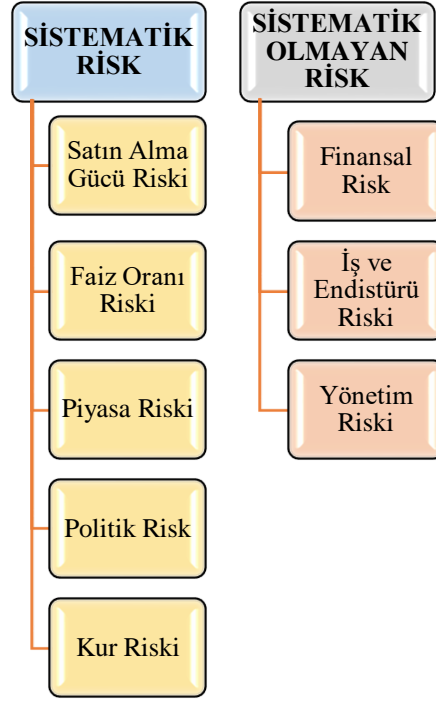 SİSTEMATİK
RİSK
Satın Alma
Gücü Riski
Faiz Oranı
Riski
Piyasa Riski
Politik Risk
Kur Riski
SİSTEMATİK
OLMAYAN
RİSK
Finansal
Risk
İş ve
Endistürü
Riski
Yönetim
Riski